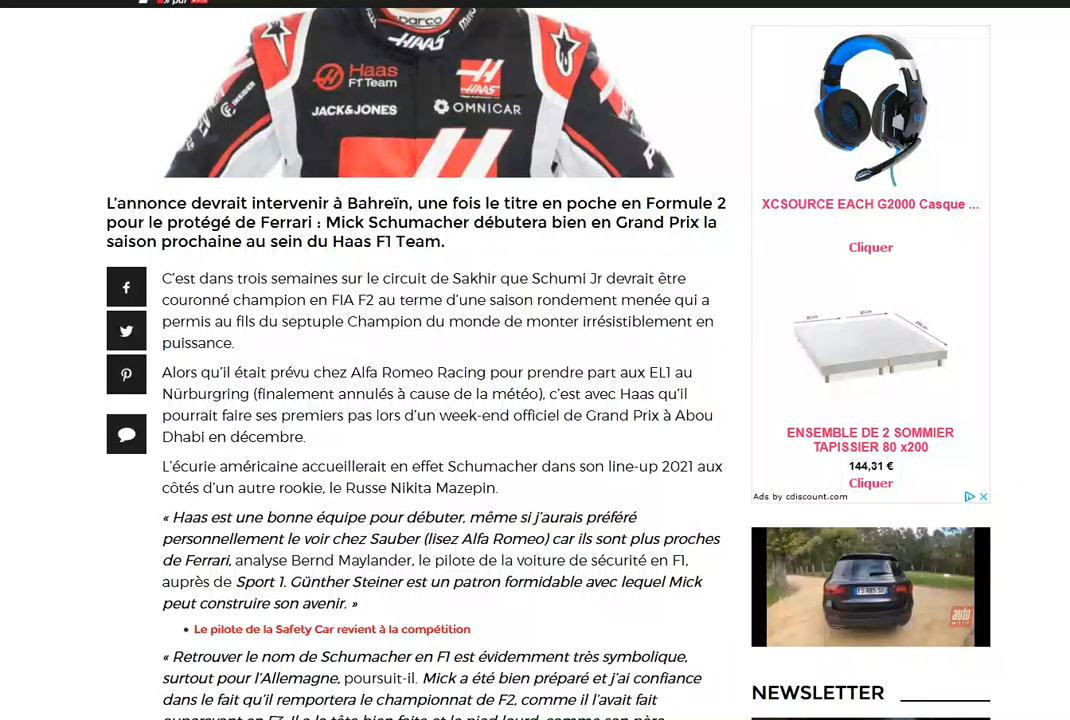 sparco
HAAS
Haas
F1 Team
HAAS
JACK&JONES
OMNICAR
L'annonce devrait intervenir à Bahreïn, une fois le titre en poche en Formule 2
pour le protégé de Ferrari : Mick Schumacher débutera bien en Grand Prix la
saison prochaine au sein du Haas F1 Team.
C'est dans trois semaines sur le circuit de Sakhir que Schumi Jr devrait être
couronné champion en FIA F2 au terme d'une saison rondement menée qui a
permis au fils du septuple Champion du monde de monter irrésistiblement en
puissance.
Alors qu'il était prévu chez Alfa Romeo Racing pour prendre part aux EL1 au
Nürburgring (finalement annulés à cause de la météo), c'est avec Haas qu'il
pourrait faire ses premiers pas lors d'un week-end officiel de Grand Prix à Abou
Dhabi en décembre.
L'écurie américaine accueillerait en effet Schumacher dans son line-up 2021 aux
côtés d'un autre rookie, le Russe Nikita Mazepin.
« Haas est une bonne équipe pour débuter, même si j'aurais préféré
personnellement le voir chez Sauber (lisez Alfa Romeo) car ils sont plus proches
de Ferrari, analyse Bernd Maylander, le pilote de la voiture de sécurité en F1,
auprès de Sport 1. Günther Steiner est un patron formidable avec lequel Mick
peut construire son avenir. »
• Le pilote de la Safety Car revient à la compétition
« Retrouver le nom de Schumacher en F1 est évidemment très symbolique,
surtout pour l'Allemagne, poursuit-il. Mick a été bien préparé et j'ai confiance
dans le fait qu'il remportera le championnat de F2, comme il l'avait fait
XCSOURCE EACH G2000 Casque ...
Cliquer
ENSEMBLE DE 2 SOMMIER
TAPISSIER 80 x200
144,31 €
Cliquer
Ads by cdiscount.com
auto
moto
NEWSLETTER